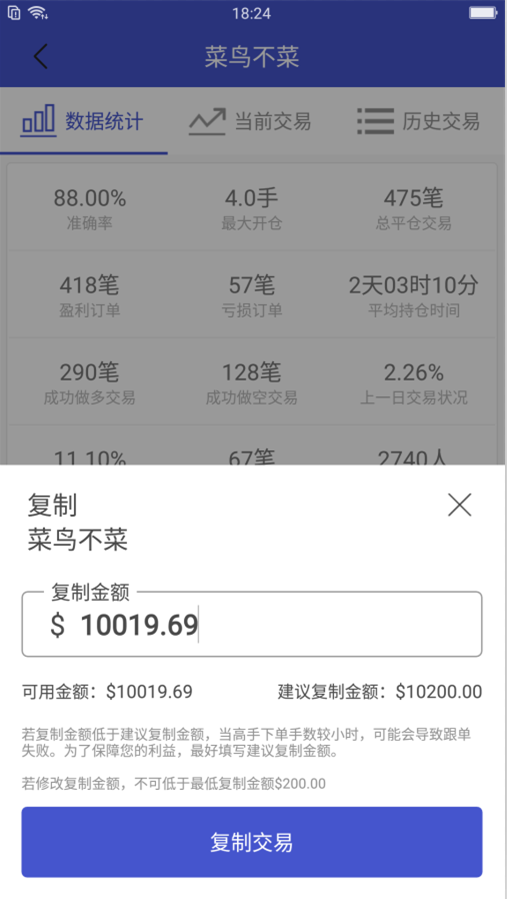 18:24
菜鸟不菜
数据统计 当前交易 历史交易
88.00% 4.0手 475笔
准确率 最大开仓 总平仓交易
418笔 57笔 2天03时10分
盈利订单 亏损订单 平均持仓时间
290笔 128笔 2.26%
成功做多交易 成功做空交易 上一日交易状况
11.10% 67笔 2740人
复制
菜鸟不菜
复制金额
$ 10019.69
可用金额：$10019.69 建议复制金额：$10200.00
若复制金额低于建议复制金额，当高手下单手数较小时，可能会导致跟单
失败。为了保障您的利益，最好填写建议复制金额。
若修改复制金额，不可低于最低复制金额$200.00
复制交易